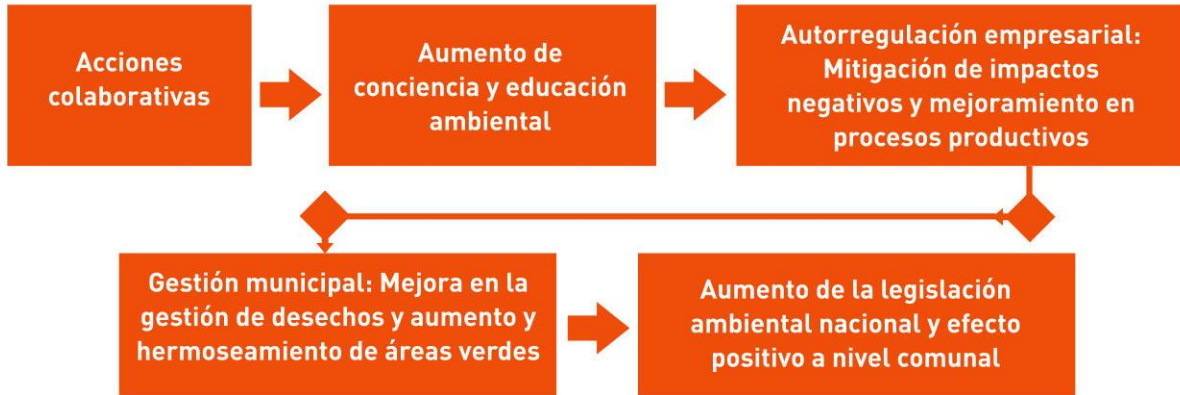 Acciones
colaborativas
Aumento de
conciencia y educación
ambiental
Autorregulación empresarial:
Mitigación de impactos
negativos y mejoramiento en
procesos productivos
Gestión municipal: Mejora en la
gestión de desechos y aumento y
hermoseamiento de áreas verdes
Aumento de la legislación
ambiental nacional y efecto
positivo a nivel comunal